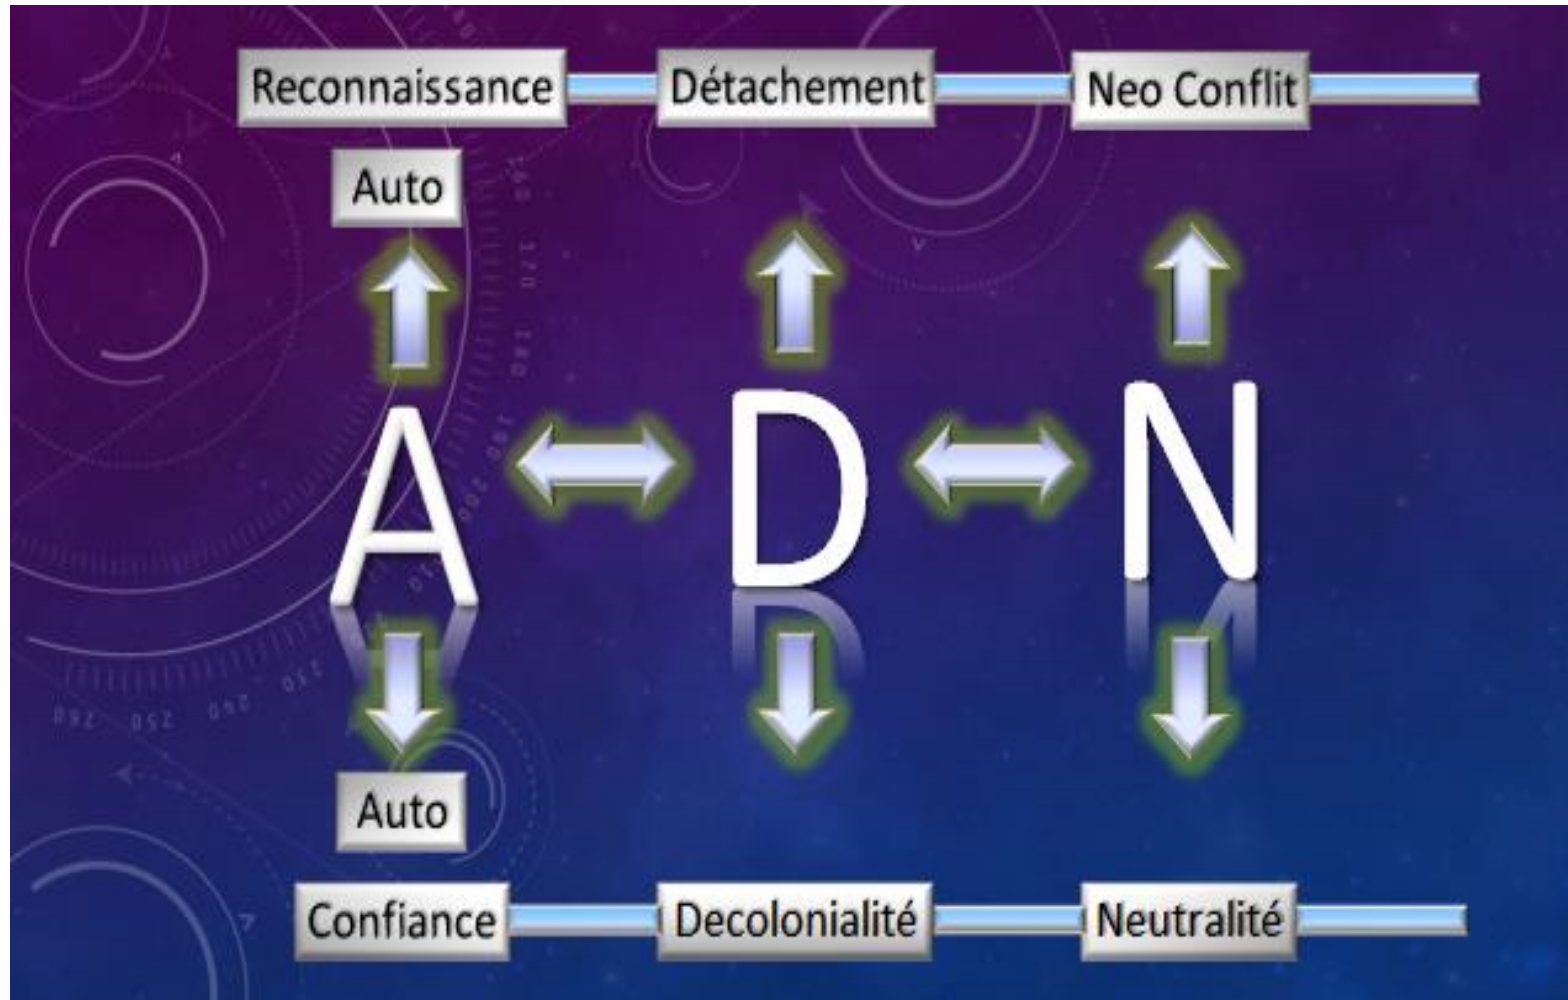 Reconnaissance Détachement Neo Conflit
Auto
A D N
Auto
Confiance Decolonialité Neutralité